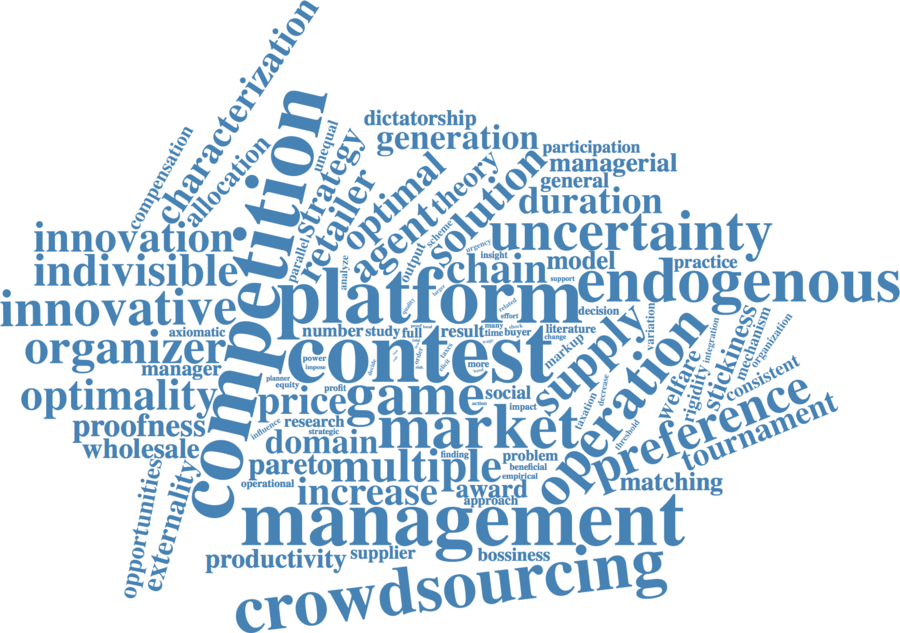 characterization
compensation
allocation
competition
unequal
dictatorship
generation
participation
managerial
general
duration
strategy
parallel
retailer
optimal
analyze
agent
theory
output
scheme
solution
urgency
insight
uncertainty
innovation
indivisible
innovative
chain
model
support
practice
endogenous
platform
related
effort
decision
axiomatic
organizer
manager
number
study
full
result
many
time
buyer
literature
change
contest
power
impose
order
taxes
more
markup
supply
variation
planner
equity
profit
decide
optimality
price
game
social
impact
action
taxation
decrease
operation
threshold
welfare
rigidity
integration
stickiness
mechanism
organization
consistent
preference
tournament
matching
proofness
wholesale
influence
research
strategic
domain
market
pareto
multiple
finding
problem
beneficial
empirical
operational
increase
award
approach
opportunities
externality
management
productivity
supplier
bossiness
crowdsourcing